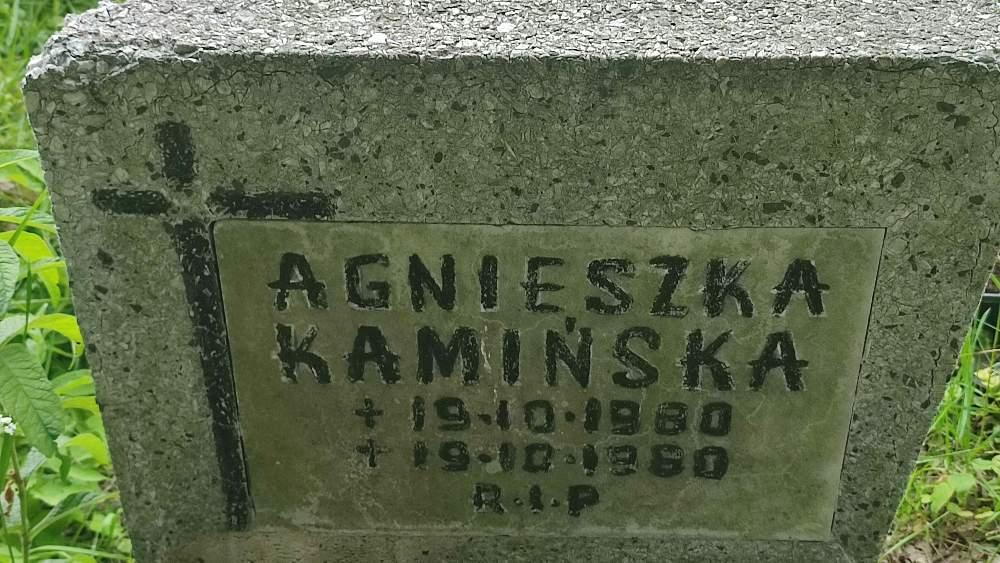 AGNIESZKA
KAMIŃSKA
+ 19.10.1980
+ 19.10.1980
R.I.P